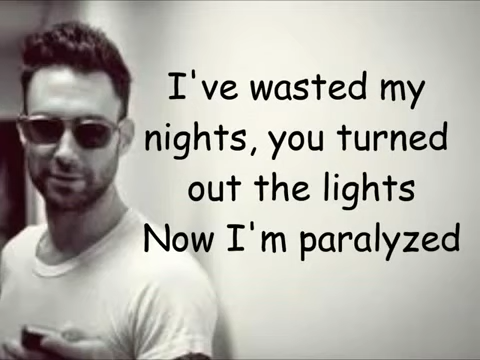 I've wasted my
nights, you turned
out the lights
Now I'm paralyzed